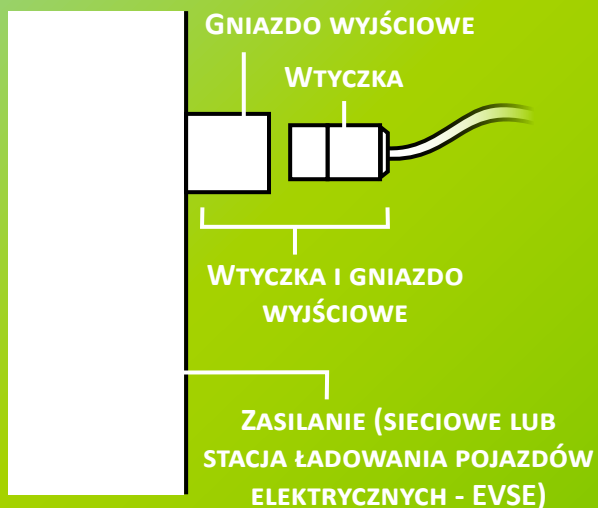 Gniazdo wyjściowe
Wtyczka
Wtyczka i gniazdo
wyjściowe
Zasilanie (sieciowe lub
stacja ładowania pojazdów
elektrycznych - EVSE)